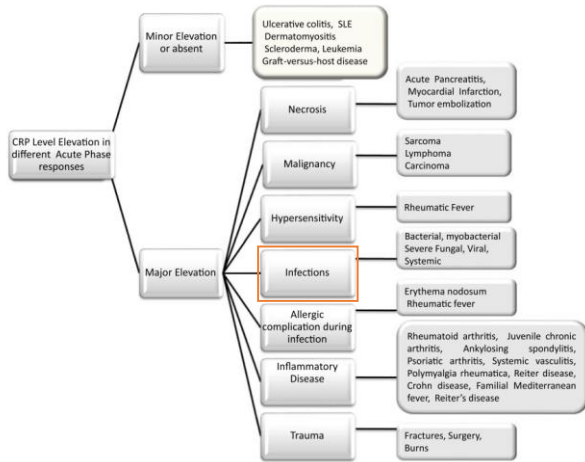 Minor Elevation
or absent
Ulcerative colitis, SLE
Dermatomyositis
Scleroderma, Leukemia
Graft-versus-host disease
CRP Level Elevation in
different Acute Phase
responses
Major Elevation
Necrosis
Acute Pancreatitis,
Myocardial Infarction,
Tumor embolization
Malignancy
Sarcoma
Lymphoma
Carcinoma
Hypersensitivity
Rheumatic Fever
Infections
Bacterial, myobacterial
Severe Fungal, Viral,
Systemic
Allergic
complication during
infection
Erythema nodosum
Rheumatic fever
Inflammatory
Disease
Rheumatoid arthritis, Juvenile chronic
arthritis, Ankylosing spondylitis,
Psoriatic arthritis, Systemic vasculitis,
Polymyalgia rheumatica, Reiter disease,
Crohn disease, Familial Mediterranean
fever, Reiter's disease
Trauma
Fractures, Surgery,
Burns